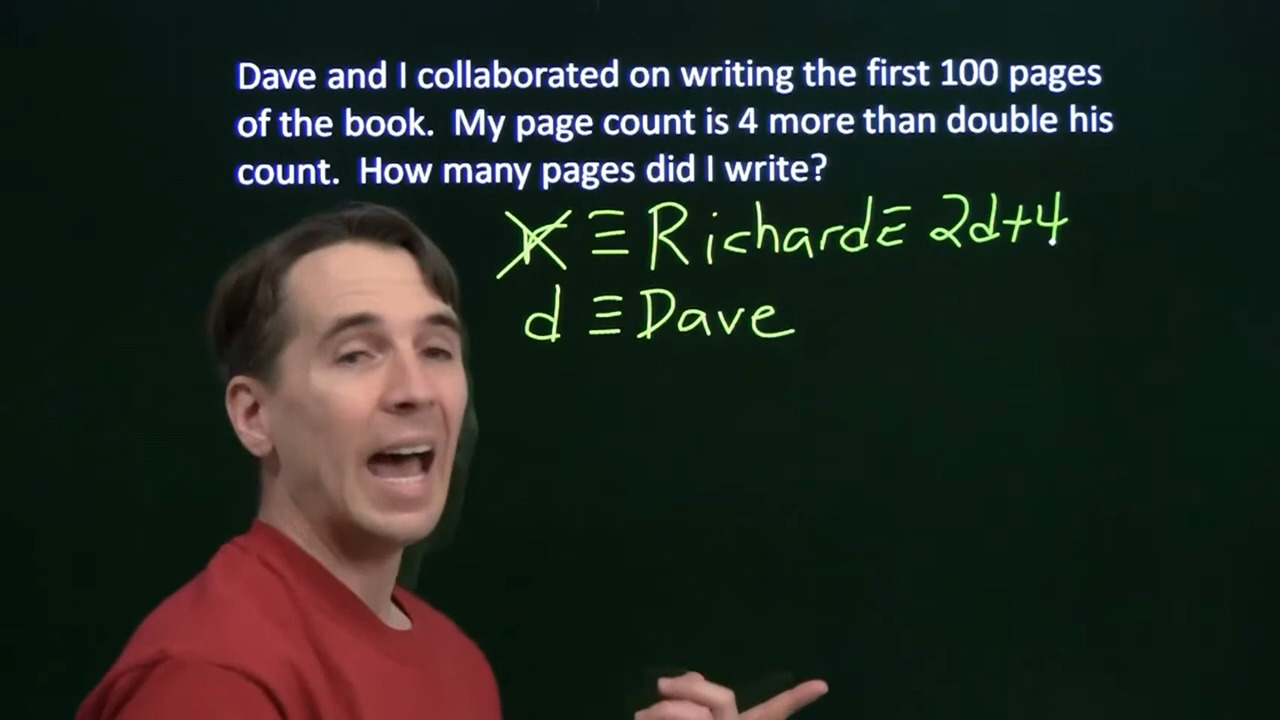 Dave and I collaborated on writing the first 100 pages
of the book. My page count is 4 more than double his
count. How many pages did I write?
≡ Richard ≡ 2d+4
d ≡ Dave